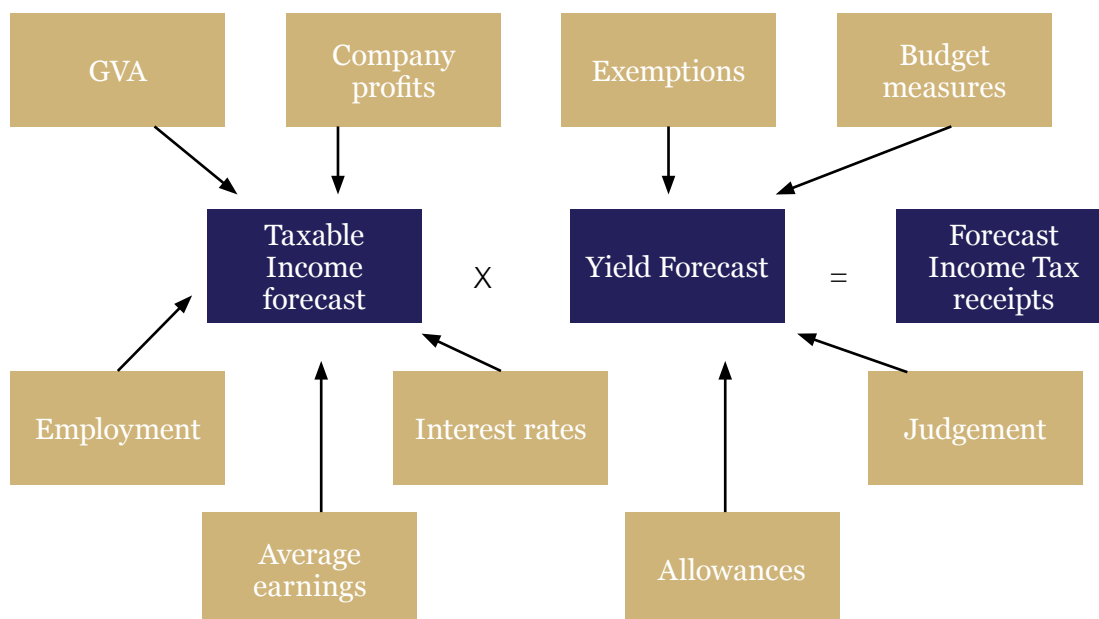 GVA
Company
profits
Exemptions
Budget
measures
Taxable
Income
forecast
X
Yield Forecast
=
Forecast
Income Tax
receipts
Employment
Interest rates
Judgement
Average
earnings
Allowances